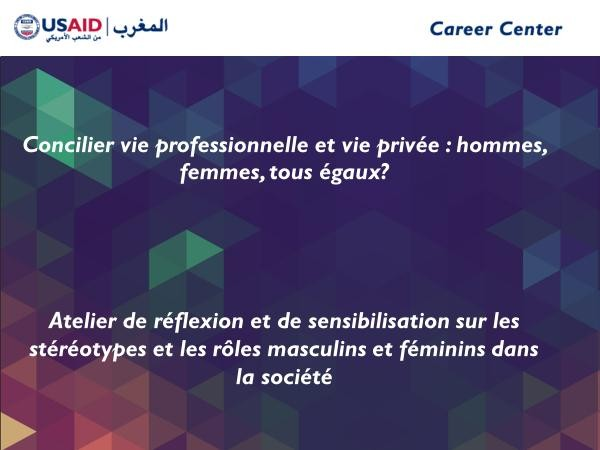 USAID المغرب
من الشعب الأمريكي
Career Center
Concilier vie professionnelle et vie privée : hommes,
femmes, tous égaux?
Atelier de réflexion et de sensibilisation sur les
stéréotypes et les rôles masculins et féminins dans
la société